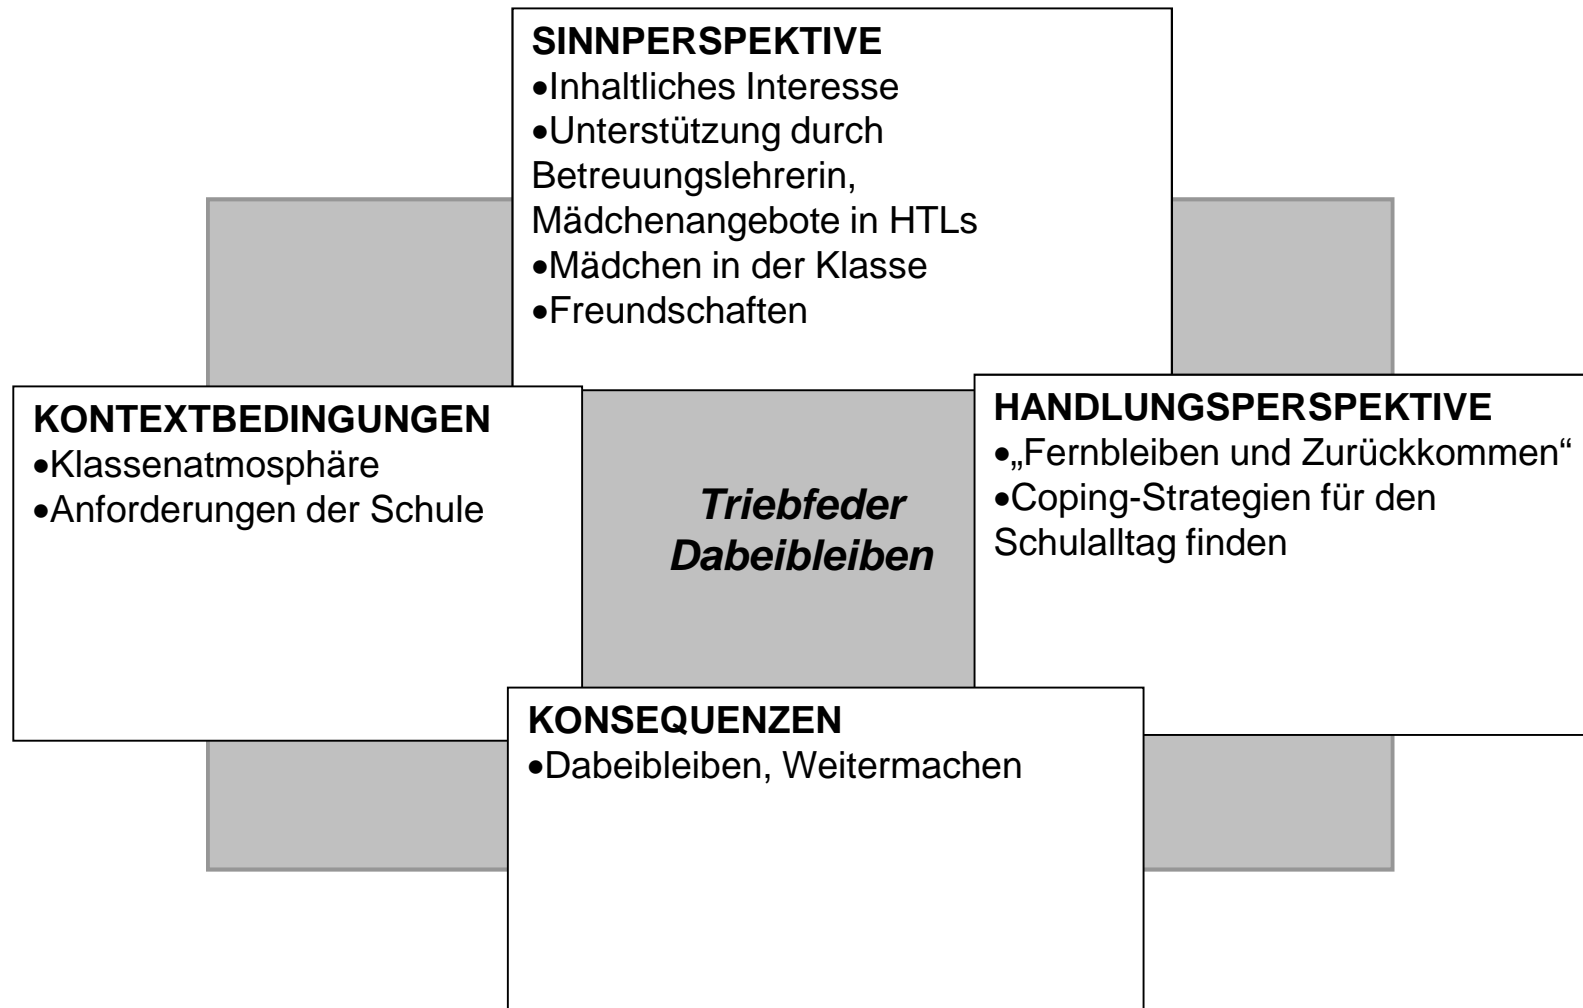 SINNPERSPEKTIVE
•Inhaltliches Interesse
•Unterstützung durch
Betreuungslehrerin,
Mädchenangebote in HTLs
•Mädchen in der Klasse
•Freundschaften
KONTEXTBEDINGUNGEN
•Klassenatmosphäre
•Anforderungen der Schule
Triebfeder
Dabeibleiben
HANDLUNGSPERSPEKTIVE
•„Fernbleiben und Zurückkommen“
•Coping-Strategien für den
Schulalltag finden
KONSEQUENZEN
•Dabeibleiben, Weitermachen